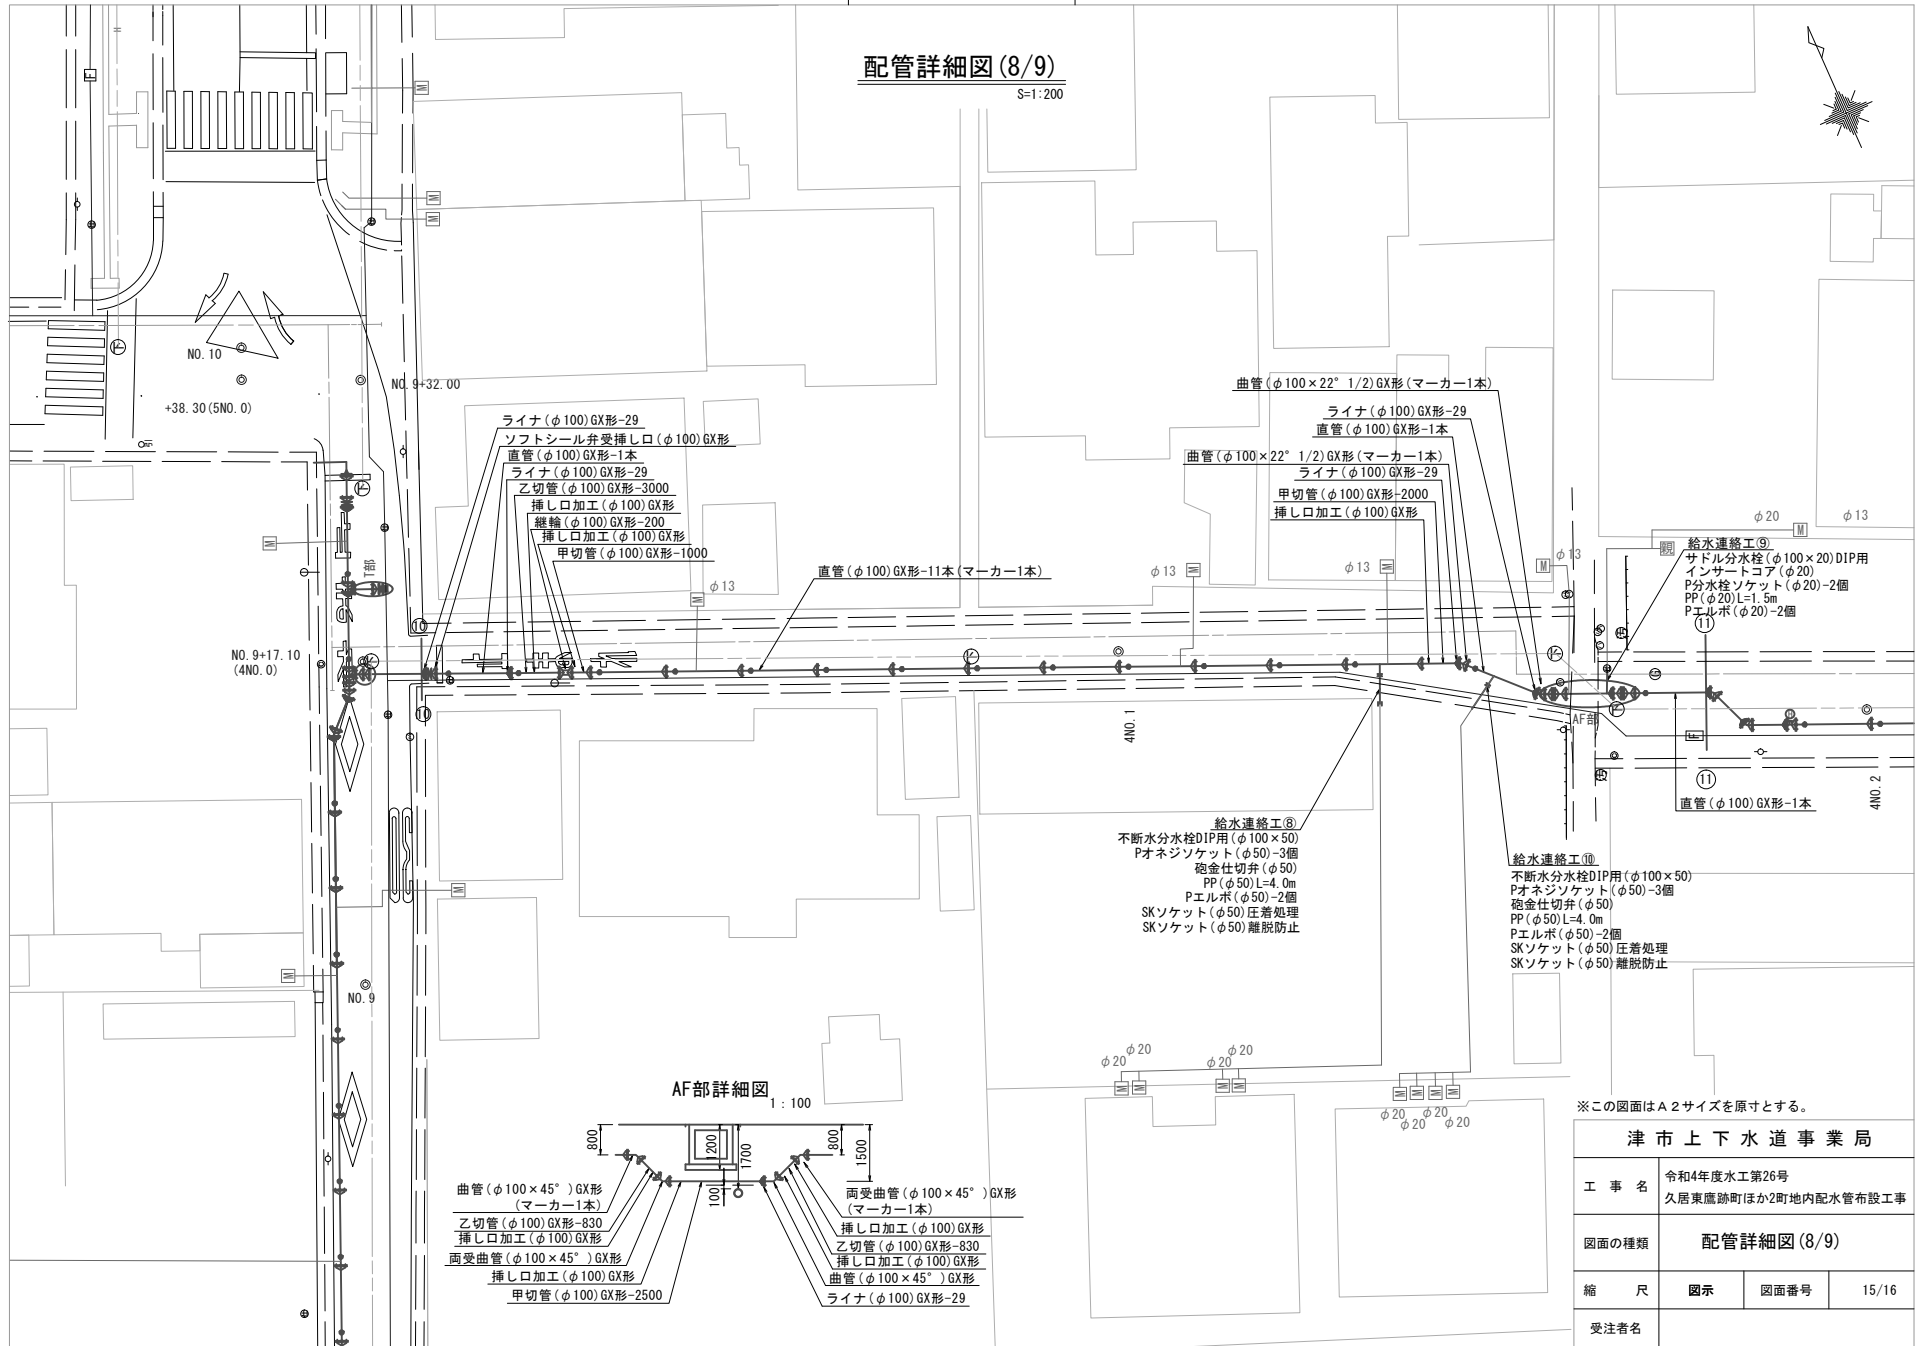 配管詳細図(8/9)
S=1:200
NO.10
NO.9+32.00
+38.30(5NO.0)
ライナ(φ100)GX形-29
ソフトシール弁受挿し口(φ100)GX形
直管(φ100)GX形-1本
ライナ(φ100)GX形-29
乙切管(φ100)GX形-3000
挿し口加工(φ100)GX形
継輪(φ100)GX形-200
挿し口加工(φ100)GX形
甲切管(φ100)GX形-1000
直管(φ100)GX形-11本(マーカー1本)
曲管(φ100×22° 1/2)GX形(マーカー1本)
ライナ(φ100)GX形-29
直管(φ100)GX形-1本
曲管(φ100×22° 1/2)GX形(マーカー1本)
ライナ(φ100)GX形-29
甲切管(φ100)GX形-2000
挿し口加工(φ100)GX形
φ20
φ13
φ13
φ13
φ13
φ13
給水連絡工⑨
サドル分水栓(φ100×20)DIP用
インサートコア(φ20)
P分水栓ソケット(φ20)-2個
PP(φ20)L=1.5m
Pエルボ(φ20)-2個
T部
NO.9+17.10
(4NO.0)
⑩
⑩
⑪
⑪
AF部
4NO.1
4NO.2
直管(φ100)GX形-1本
給水連絡工⑧
不断水分水栓DIP用(φ100×50)
Pオネジソケット(φ50)-3個
砲金仕切弁(φ50)
PP(φ50)L=4.0m
Pエルボ(φ50)-2個
SKソケット(φ50)圧着処理
SKソケット(φ50)離脱防止
給水連絡工⑩
不断水分水栓DIP用(φ100×50)
Pオネジソケット(φ50)-3個
砲金仕切弁(φ50)
PP(φ50)L=4.0m
Pエルボ(φ50)-2個
SKソケット(φ50)圧着処理
SKソケット(φ50)離脱防止
NO.9
φ20
φ20
φ20
φ20
φ20
φ20
φ20
φ20
AF部詳細図
1:100
800
1200
1700
100
800
1500
曲管(φ100×45°)GX形
(マーカー1本)
乙切管(φ100)GX形-830
挿し口加工(φ100)GX形
両受曲管(φ100×45°)GX形
挿し口加工(φ100)GX形
甲切管(φ100)GX形-2500
両受曲管(φ100×45°)GX形
(マーカー1本)
挿し口加工(φ100)GX形
乙切管(φ100)GX形-830
挿し口加工(φ100)GX形
曲管(φ100×45°)GX形
ライナ(φ100)GX形-29
※この図面はA2サイズを原寸とする。
津市上下水道事業局
工事名
令和4年度水工第26号
久居東鷹跡町ほか2町地内配水管布設工事
図面の種類
配管詳細図(8/9)
縮尺
図示
図面番号
15/16
受注者名